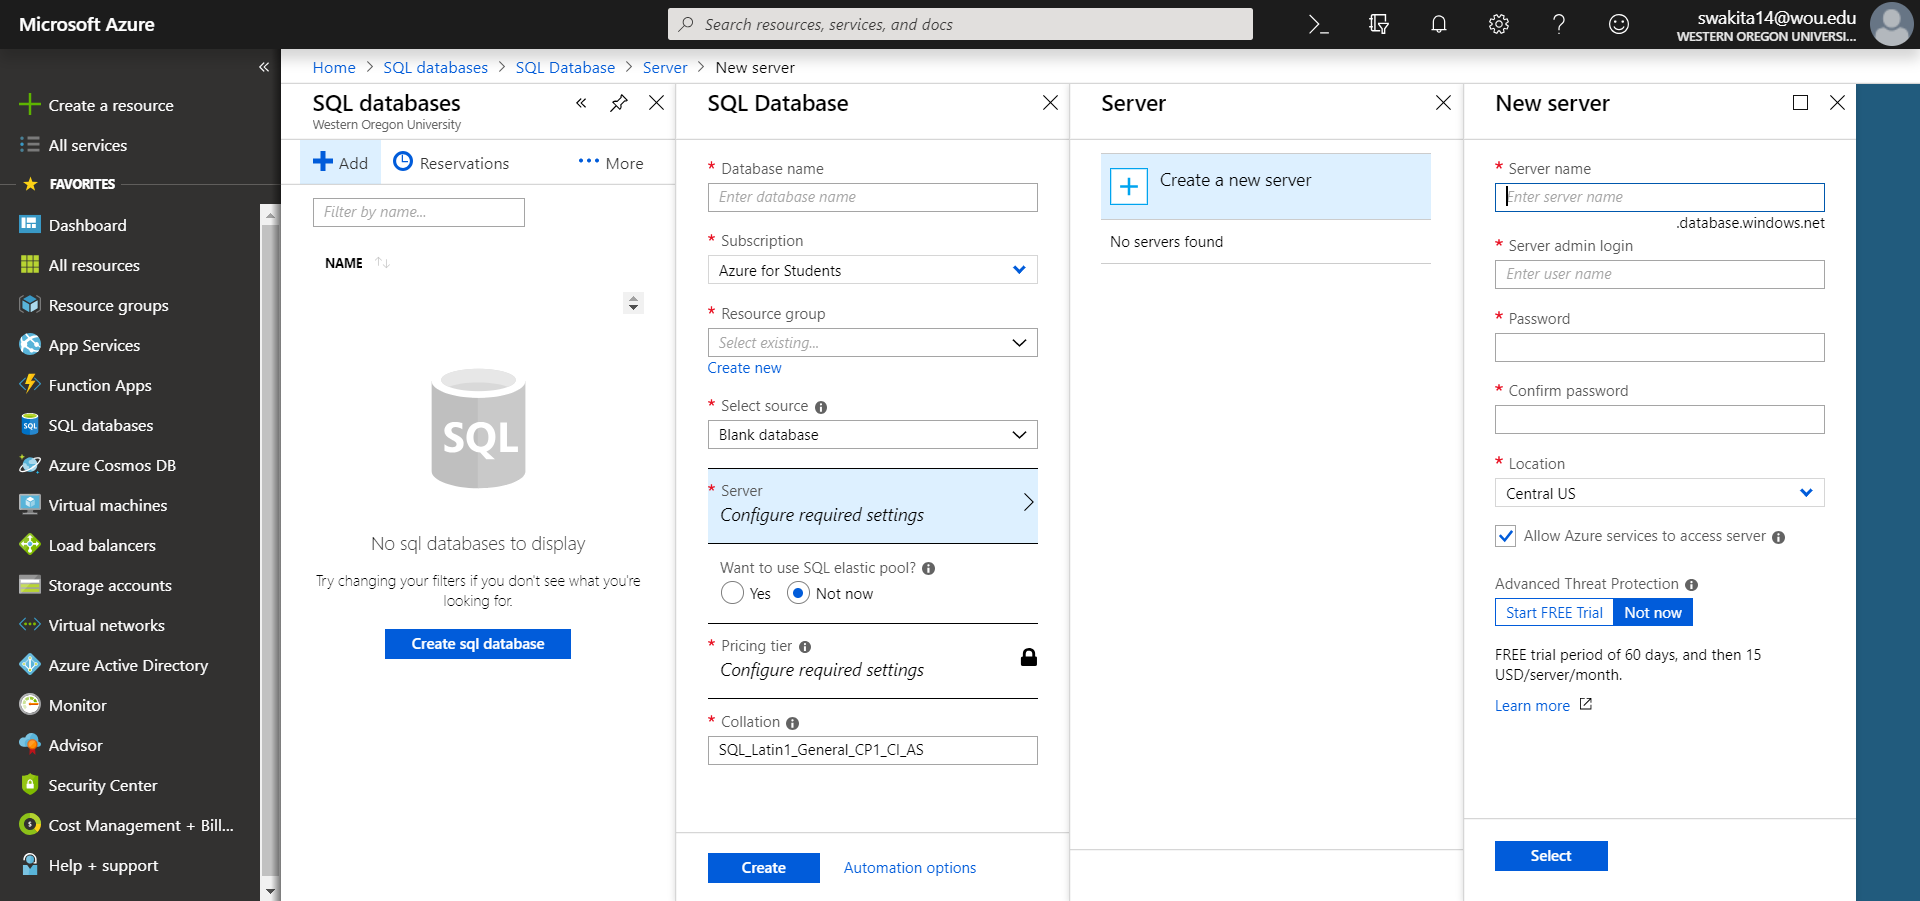 Microsoft Azure
Search resources, services, and docs
swakita14@wou.edu
WESTERN OREGON UNIVERSI...
Create a resource
All services
FAVORITES
Dashboard
All resources
Resource groups
App Services
Function Apps
SQL databases
Azure Cosmos DB
Virtual machines
Load balancers
Storage accounts
Virtual networks
Azure Active Directory
Monitor
Advisor
Security Center
Cost Management + Bill...
Help + support
Home > SQL databases > SQL Database > Server > New server
SQL databases
Western Oregon University
Add
Reservations
More
Filter by name...
NAME
SQL
No sql databases to display
Try changing your filters if you don't see what you're
looking for.
Create sql database
SQL Database
* Database name
Enter database name
* Subscription
Azure for Students
* Resource group
Select existing...
Create new
* Select source
Blank database
* Server
Configure required settings
Want to use SQL elastic pool?
Yes
Not now
* Pricing tier
Configure required settings
* Collation
SQL_Latin1_General_CP1_CI_AS
Create
Automation options
Server
Create a new server
No servers found
New server
* Server name
Enter server name
.database.windows.net
* Server admin login
Enter user name
* Password
* Confirm password
* Location
Central US
Allow Azure services to access server
Advanced Threat Protection
Start FREE Trial
Not now
FREE trial period of 60 days, and then 15
USD/server/month.
Learn more
Select